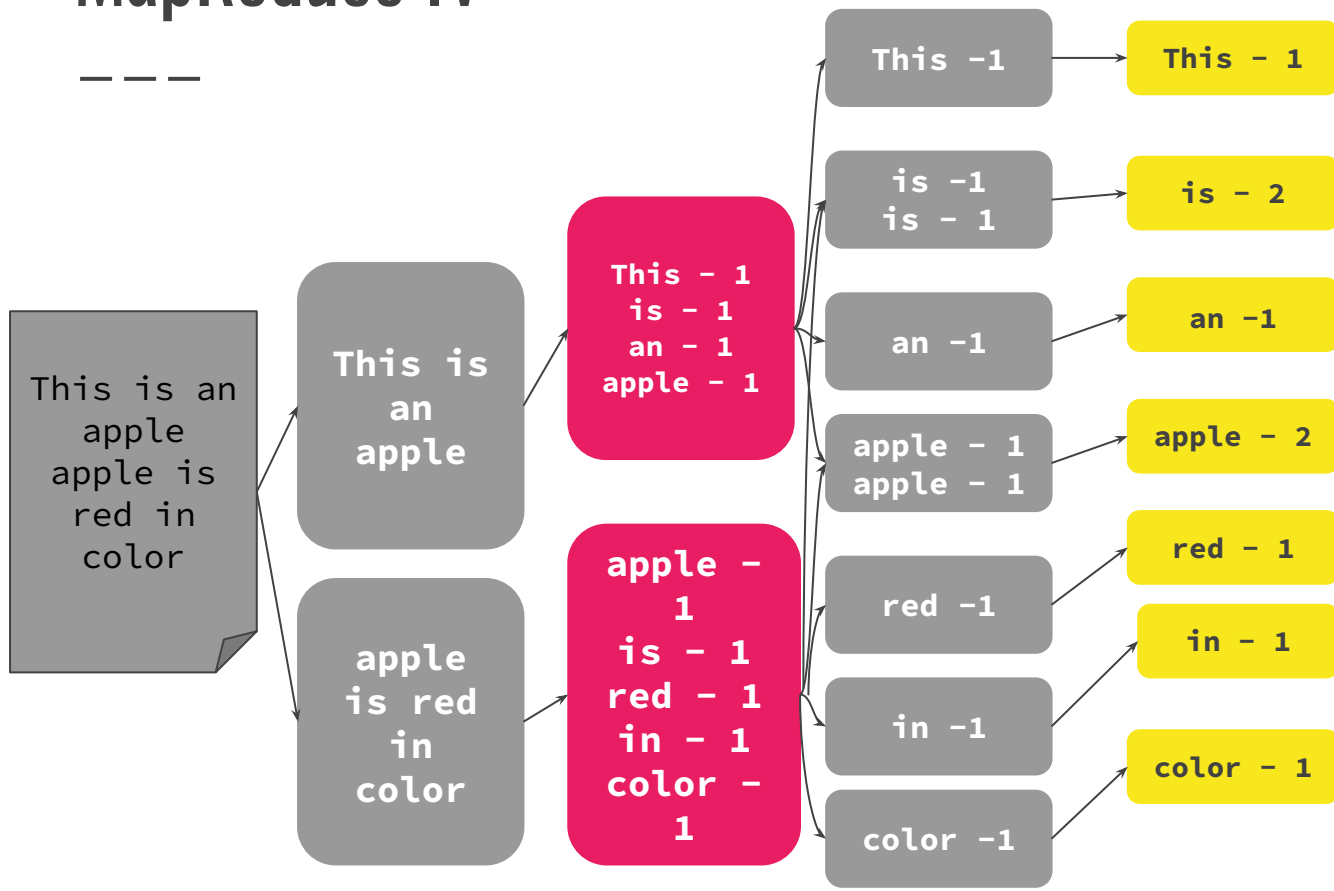 MapReduce IV
This is an
apple
apple is
red in
color
This is
an
apple
apple
is red
in
color
This - 1
is - 1
an - 1
apple - 1
apple -
1
is - 1
red - 1
in - 1
color -
1
This -1
is -1
is - 1
an -1
apple - 1
apple - 1
red -1
in -1
color -1
This - 1
is - 2
an -1
apple - 2
red - 1
in - 1
color - 1